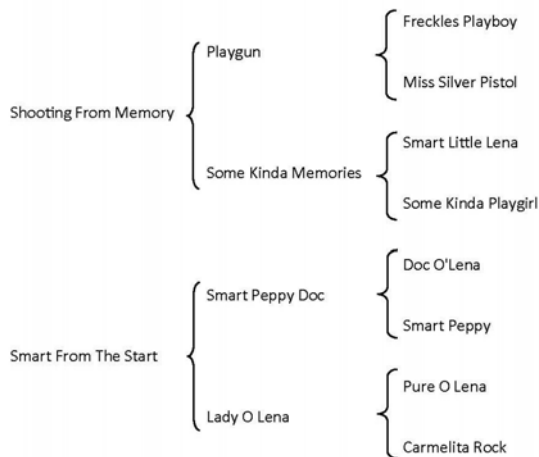 Freckles Playboy
Playgun
Miss Silver Pistol
Shooting From Memory
Smart Little Lena
Some Kinda Memories
Some Kinda Playgirl
Doc O'Lena
Smart Peppy Doc
Smart Peppy
Smart From The Start
Pure O Lena
Lady O Lena
Carmelita Rock